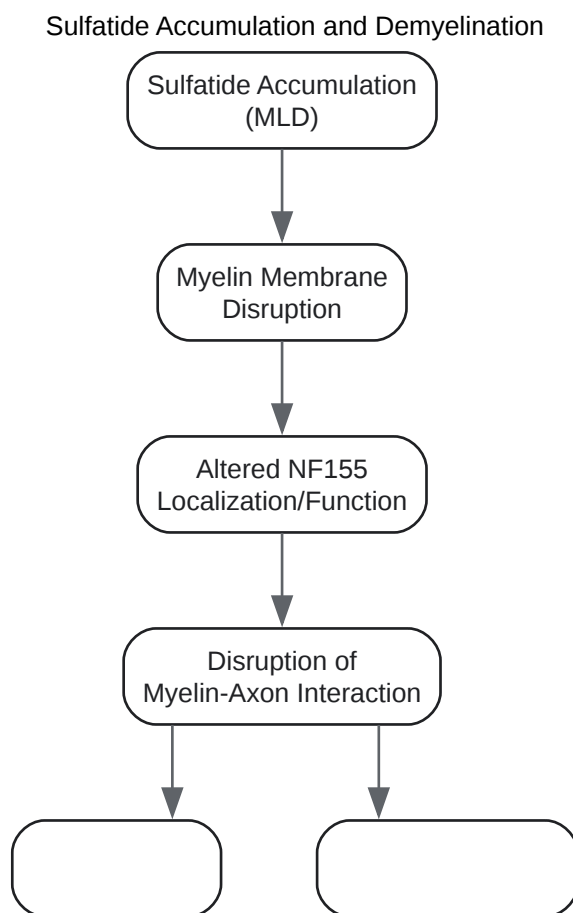 Sulfatide Accumulation and Demyelination
Sulfatide Accumulation
(MLD)
Myelin Membrane
Disruption
Altered NF155
Localization/Function
Disruption of
Myelin-Axon Interaction